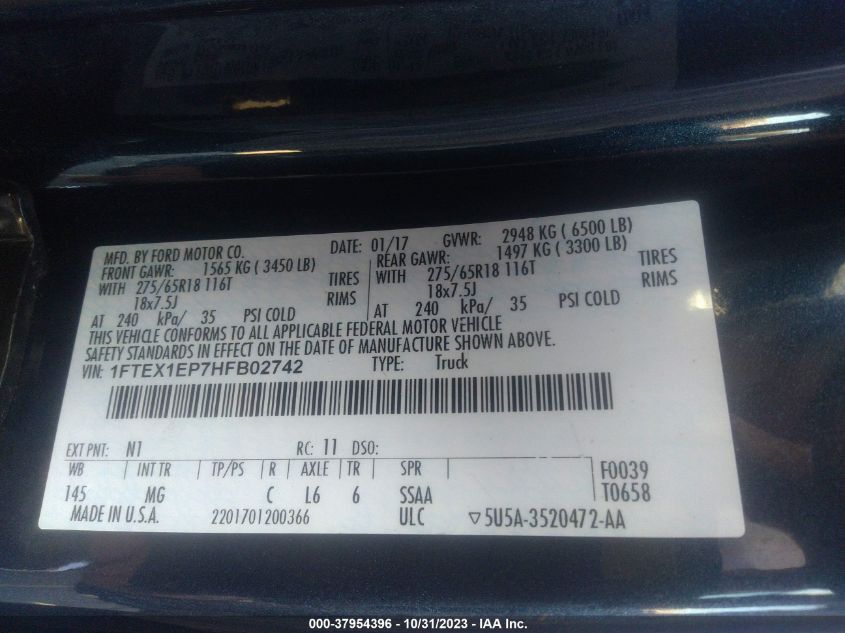 MFD. BY FORD MOTOR CO. DATE: 01/17 GVWR: 2948 KG ( 6500 LB)
FRONT GAWR: 1565 KG ( 3450 LB) REAR GAWR: 1497 KG ( 3300 LB)
WITH 275/65R18 116T TIRES WITH 275/65R18 116T TIRES
18x7.5J RIMS 18x7.5J RIMS
AT 240 kPa/ 35 PSI COLD AT 240 kPa/ 35 PSI COLD
THIS VEHICLE CONFORMS TO ALL APPLICABLE FEDERAL MOTOR VEHICLE
SAFETY STANDARDS IN EFFECT ON THE DATE OF MANUFACTURE SHOWN ABOVE.
VIN: 1FTEX1EP7HFB02742 TYPE: Truck
EXT PNT: N1 RC: 11 DSO:
WB INT TR TP/PS R AXLE TR SPR F0039
145 MG C L6 6 SSAA T0658
MADE IN U.S.A. 2201701200366 ULC ▽5U5A-3520472-AA
000-37954396 - 10/31/2023 - IAA Inc.